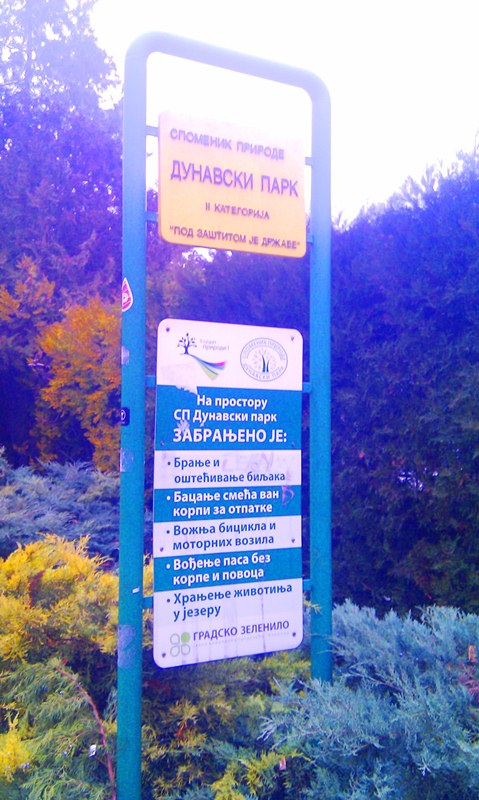 СПОМЕНИК ПРИРОДЕ
ДУНАВСКИ ПАРК
II КАТЕГОРИЈА
"ПОД ЗАШТИТОМ ЈЕ ДРЖАВЕ"
На простору
СП Дунавски парк
ЗАБРАЊЕНО ЈЕ:
• Брање и
оштећивање биљака
• Бацање смећа ван
корпи за отпатке
• Вожња бицикла и
моторних возила
• Вођење паса без
корпе и повоца
• Храњење животиња
у језеру
ГРАДСКО ЗЕЛЕНИЛО